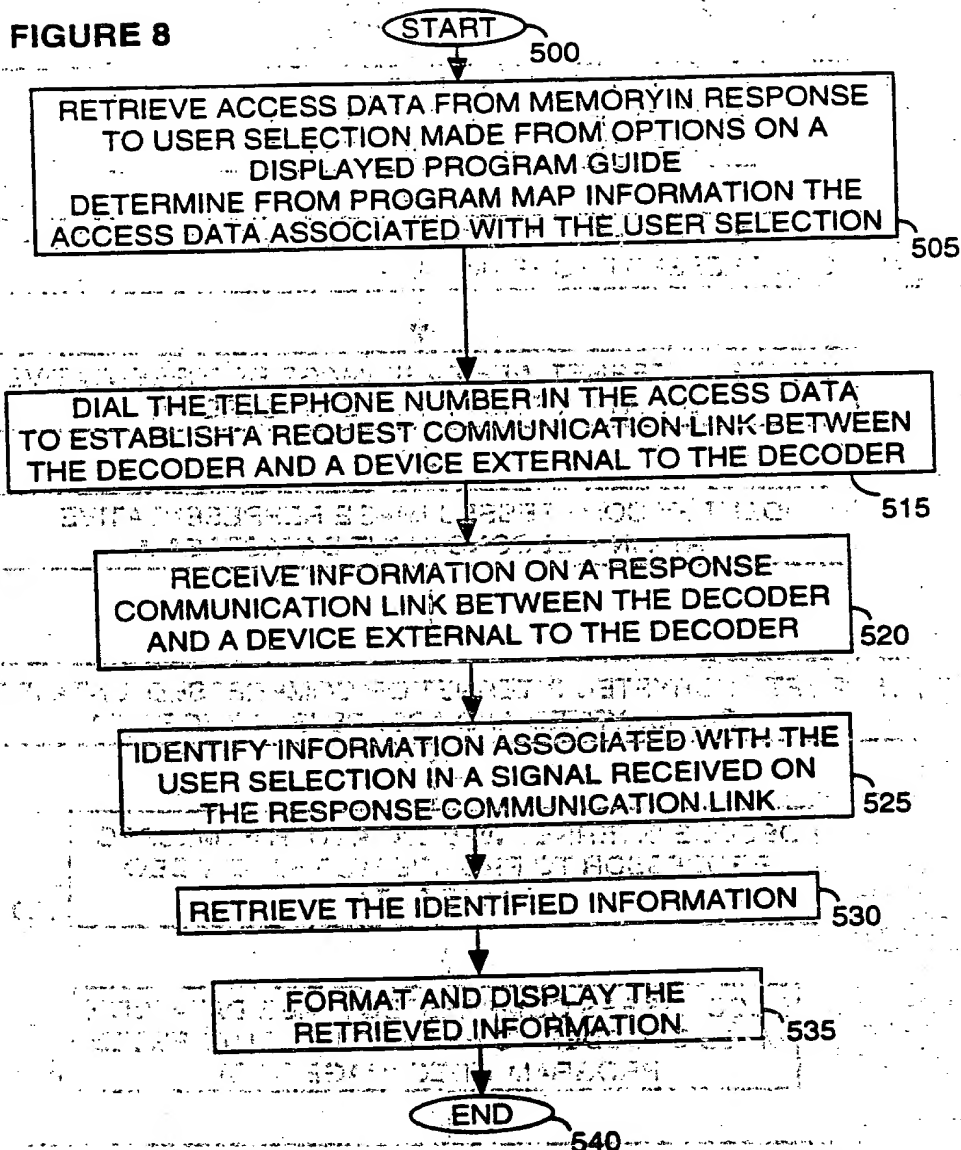 FIGURE 8
START
500
RETRIEVE ACCESS DATA FROM MEMORYIN RESPONSE
TO USER SELECTION MADE FROM OPTIONS ON A
DISPLAYED PROGRAM GUIDE
DETERMINE FROM PROGRAM MAP INFORMATION THE
ACCESS DATA ASSOCIATED WITH THE USER SELECTION
505
DIAL THE TELEPHONE NUMBER IN THE ACCESS DATA
TO ESTABLISH A REQUEST COMMUNICATION LINK BETWEEN
THE DECODER AND A DEVICE EXTERNAL TO THE DECODER
515
RECEIVE INFORMATION ON A RESPONSE
COMMUNICATION LINK BETWEEN THE DECODER
AND A DEVICE EXTERNAL TO THE DECODER
520
IDENTIFY INFORMATION ASSOCIATED WITH THE
USER SELECTION IN A SIGNAL RECEIVED ON
THE RESPONSE COMMUNICATION LINK
525
RETRIEVE THE IDENTIFIED INFORMATION
530
FORMAT AND DISPLAY THE
RETRIEVED INFORMATION
535
END
540